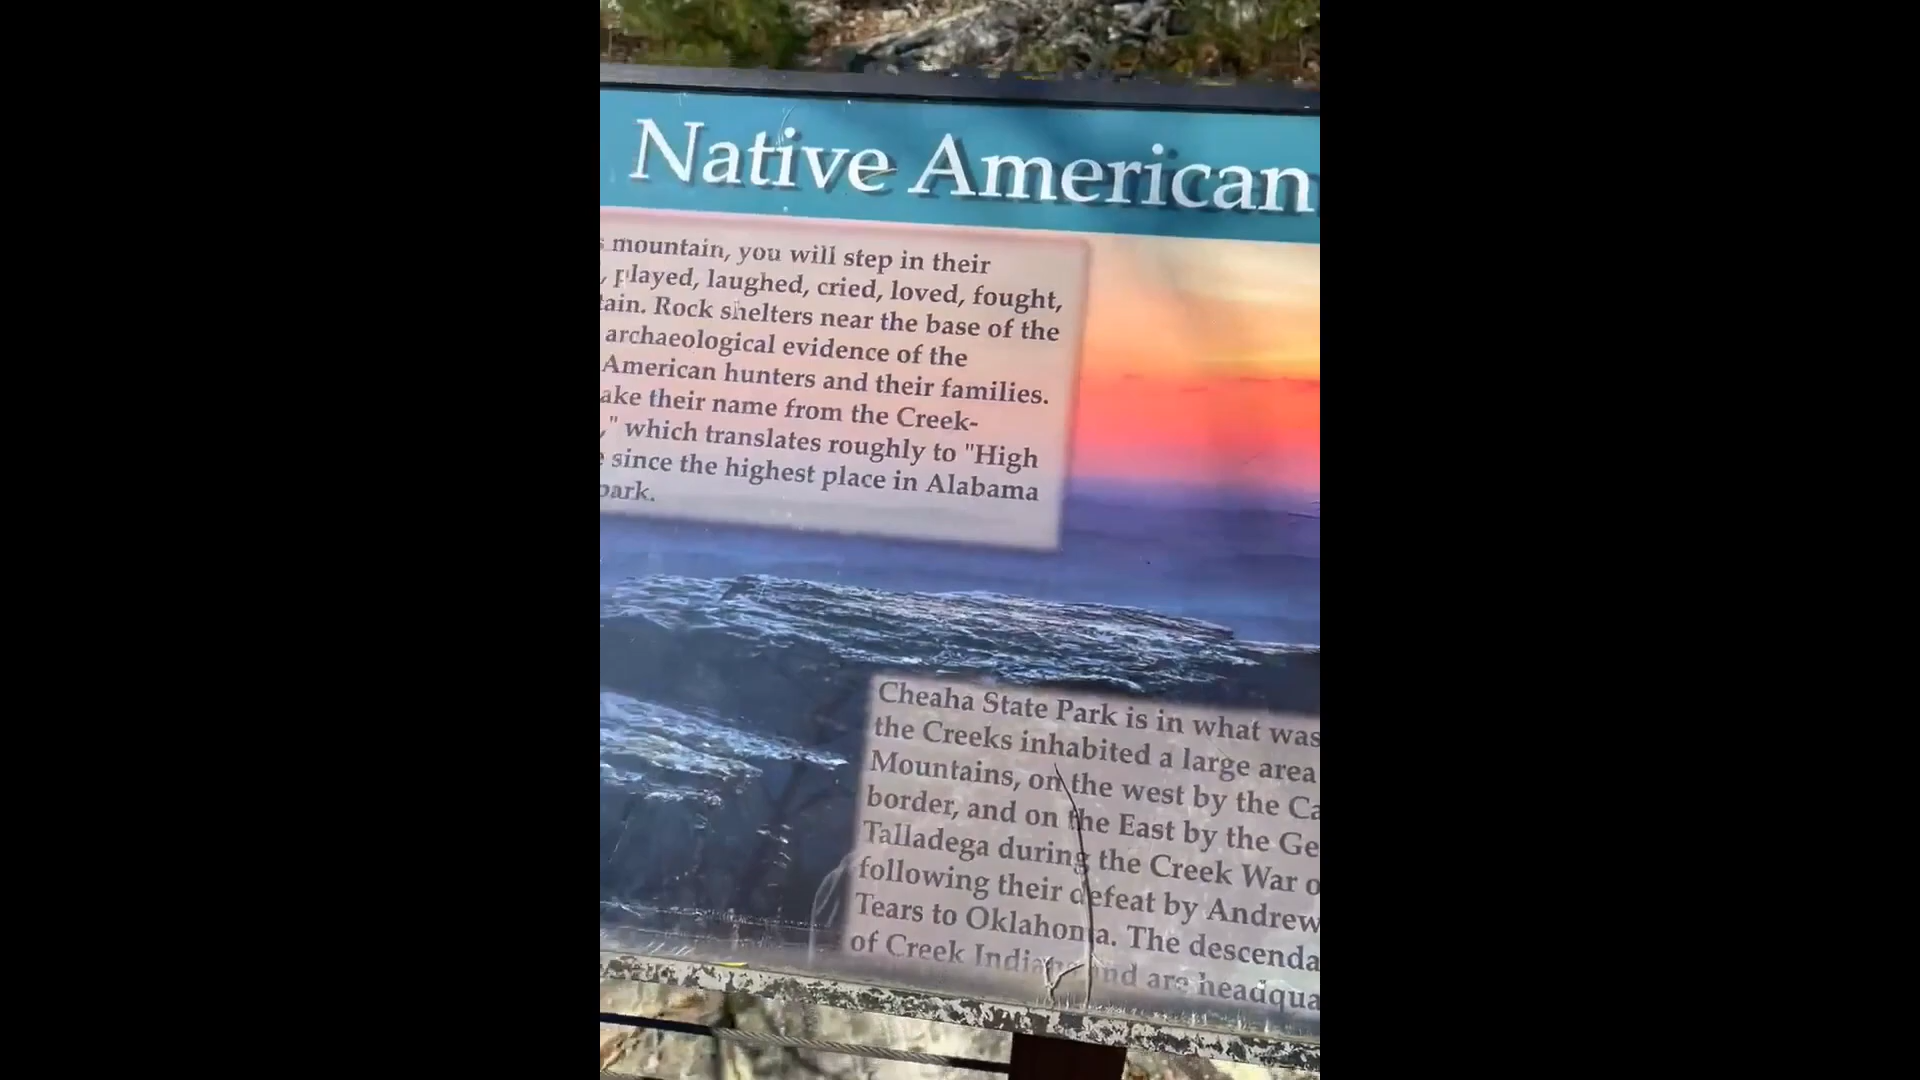 Native American
mountain, you will step in their
, played, laughed, cried, loved, fought,
Rock shelters near the base of the
archaeological evidence of the
American hunters and their families.
their name from the Creek-
," which translates roughly to "High
since the highest place in Alabama
park.
Cheaha State Park is in what was
the Creeks inhabited a large area
Mountains, on the west by the
border, and on the East by the
Talladega during the Creek War
following their defeat by Andrew
Tears to Oklahoma. The
of Creek Indians and are